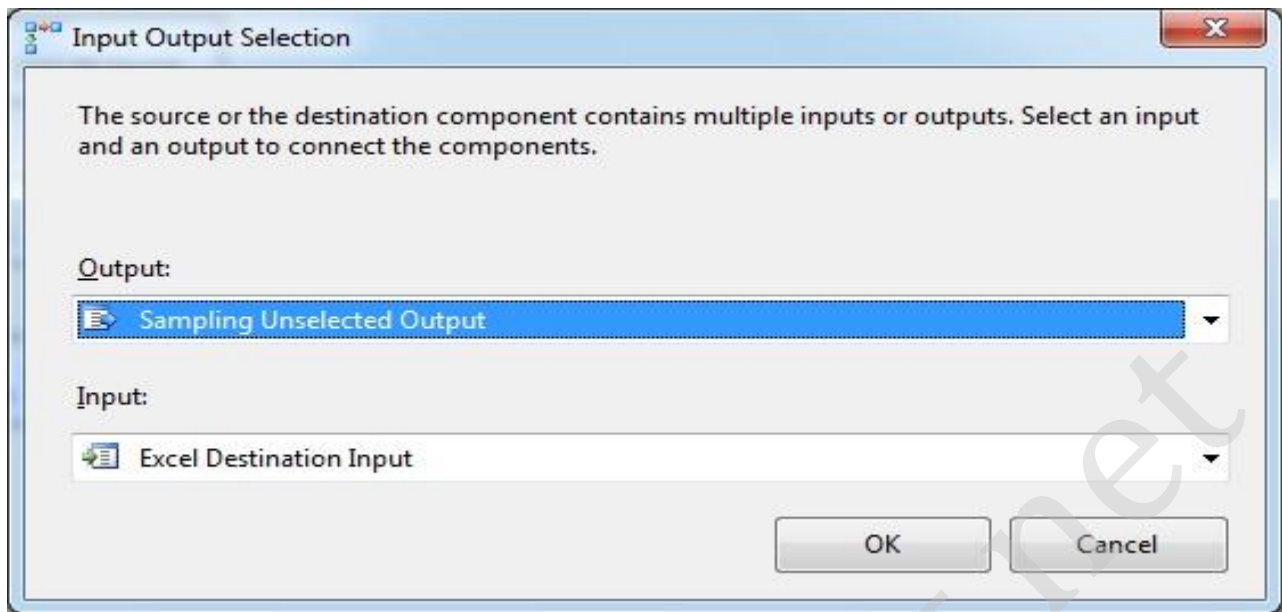 Input Output Selection
The source or the destination component contains multiple inputs or outputs. Select an input
and an output to connect the components.
Output:
Sampling Unselected Output
Input:
Excel Destination Input
OK
Cancel
net